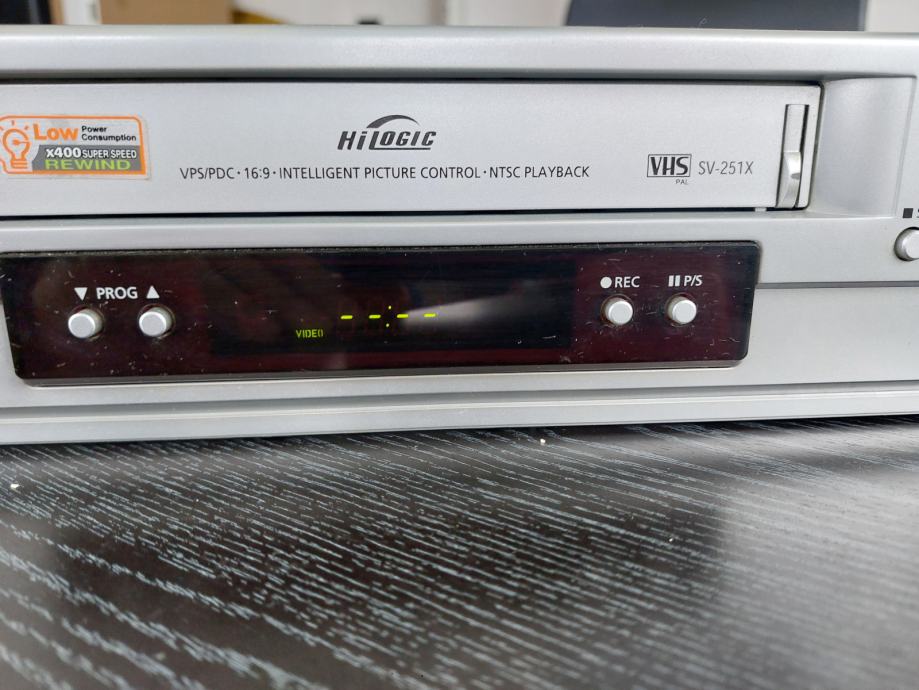 Low Power Consumption
x400 SUPER SPEED
REWIND
HiLOGIC
VPS/PDC • 16:9 • INTELLIGENT PICTURE CONTROL • NTSC PLAYBACK
VHS SV-251X
PAL
▼ PROG ▲
VIDEO --:--
●REC
❚❚ P/S